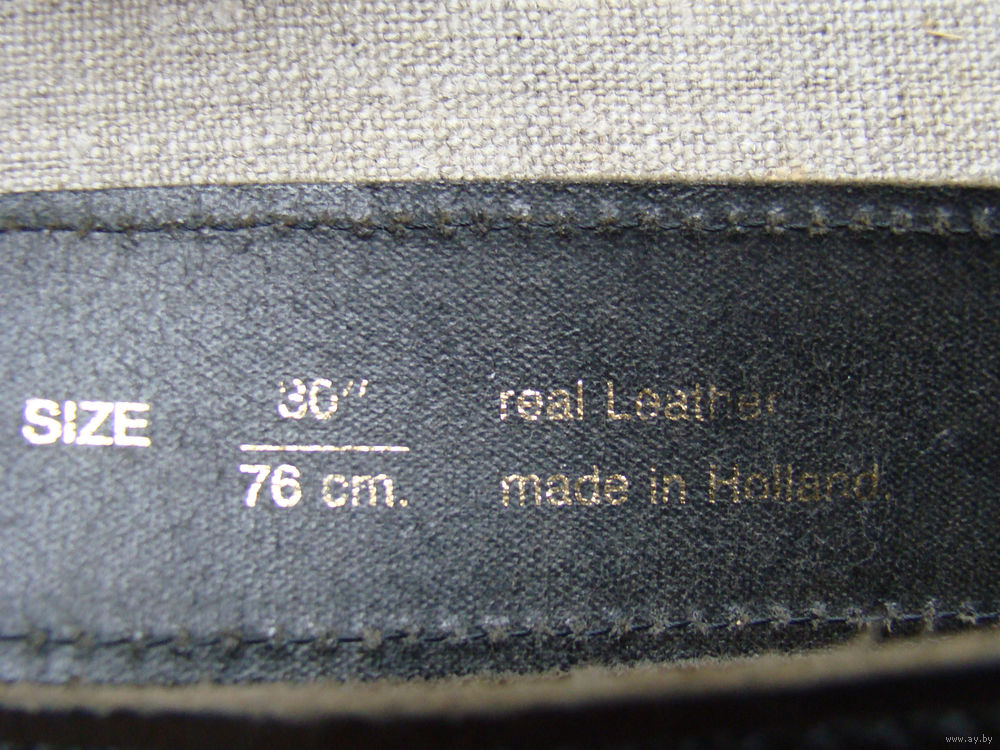 SIZE
30"
76 cm.
real Leather
made in Holland.
www.ay.by